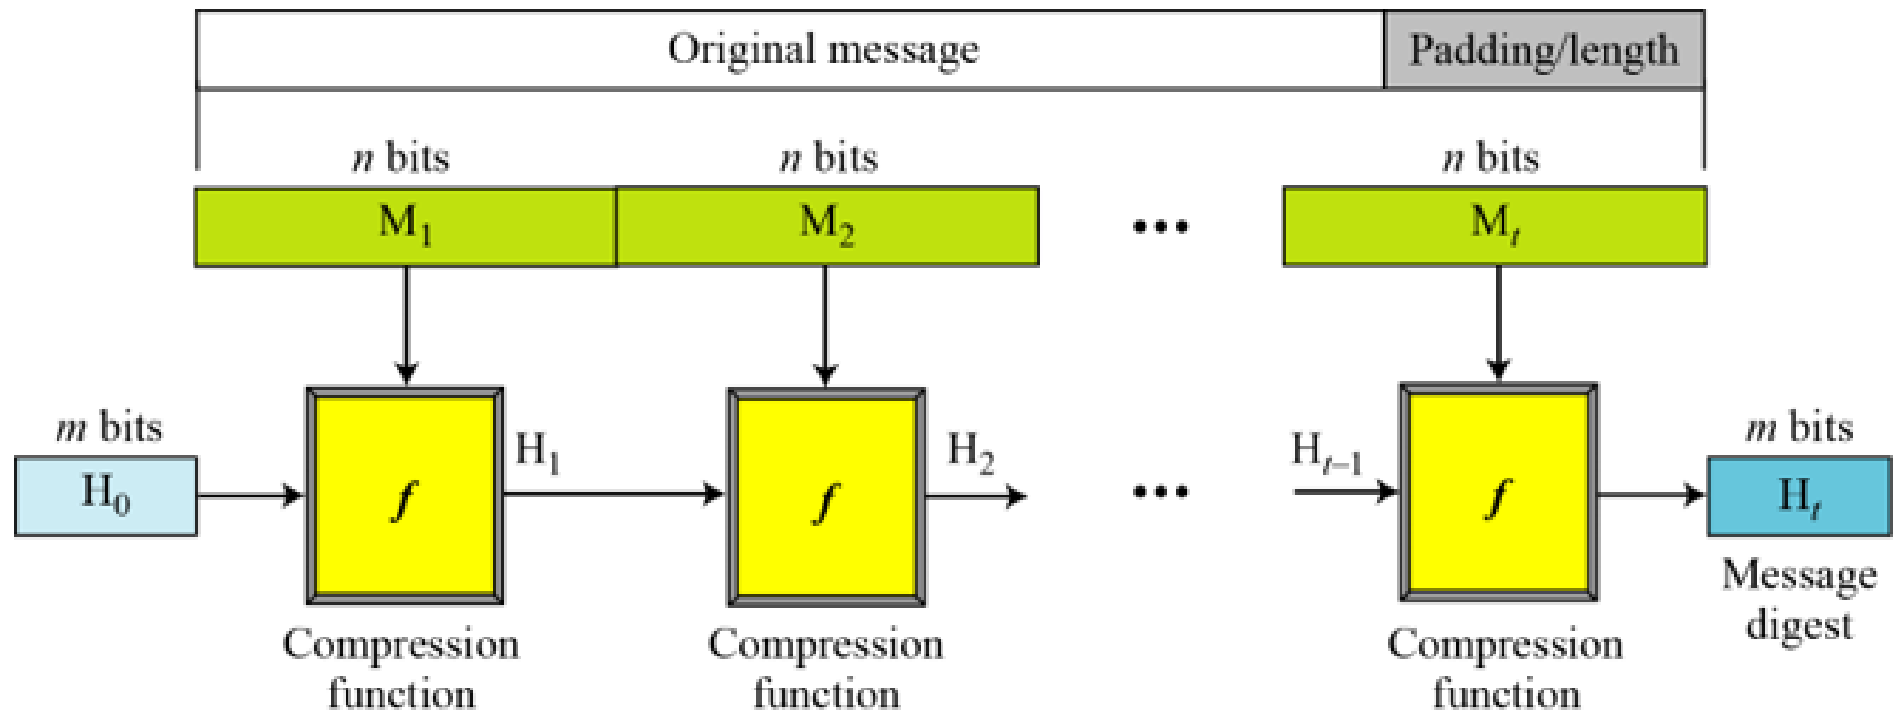 Original message
Padding/length
n bits
n bits
n bits
M₁
M₂
...
Mₜ
m bits
H₀
f
H₁
f
H₂
...
Hₜ₋₁
f
m bits
Hₜ
Message
digest
Compression
function
Compression
function
Compression
function